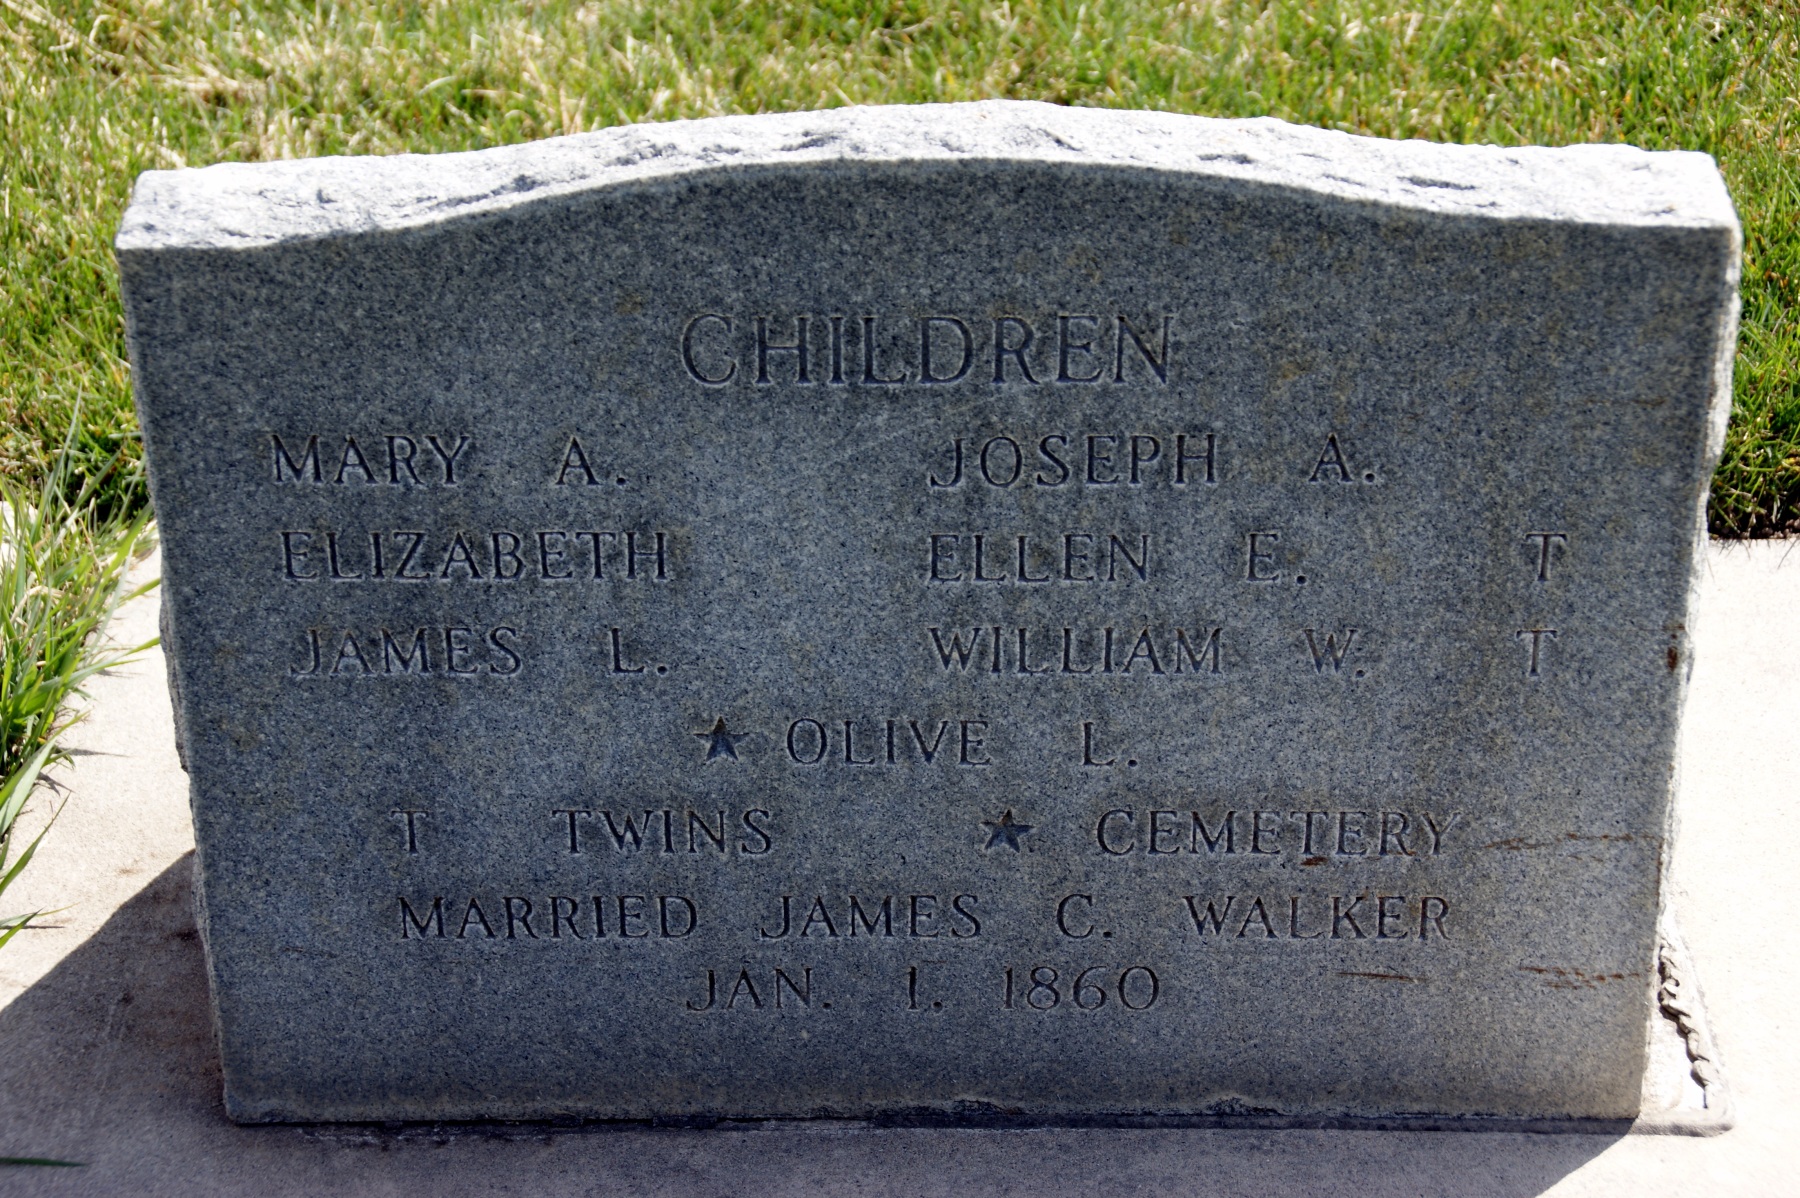 CHILDREN
MARY A. JOSEPH A.
ELIZABETH ELLEN E. T
JAMES L. WILLIAM W. T
★ OLIVE L.
T TWINS ★ CEMETERY
MARRIED JAMES C. WALKER
JAN. 1. 1860